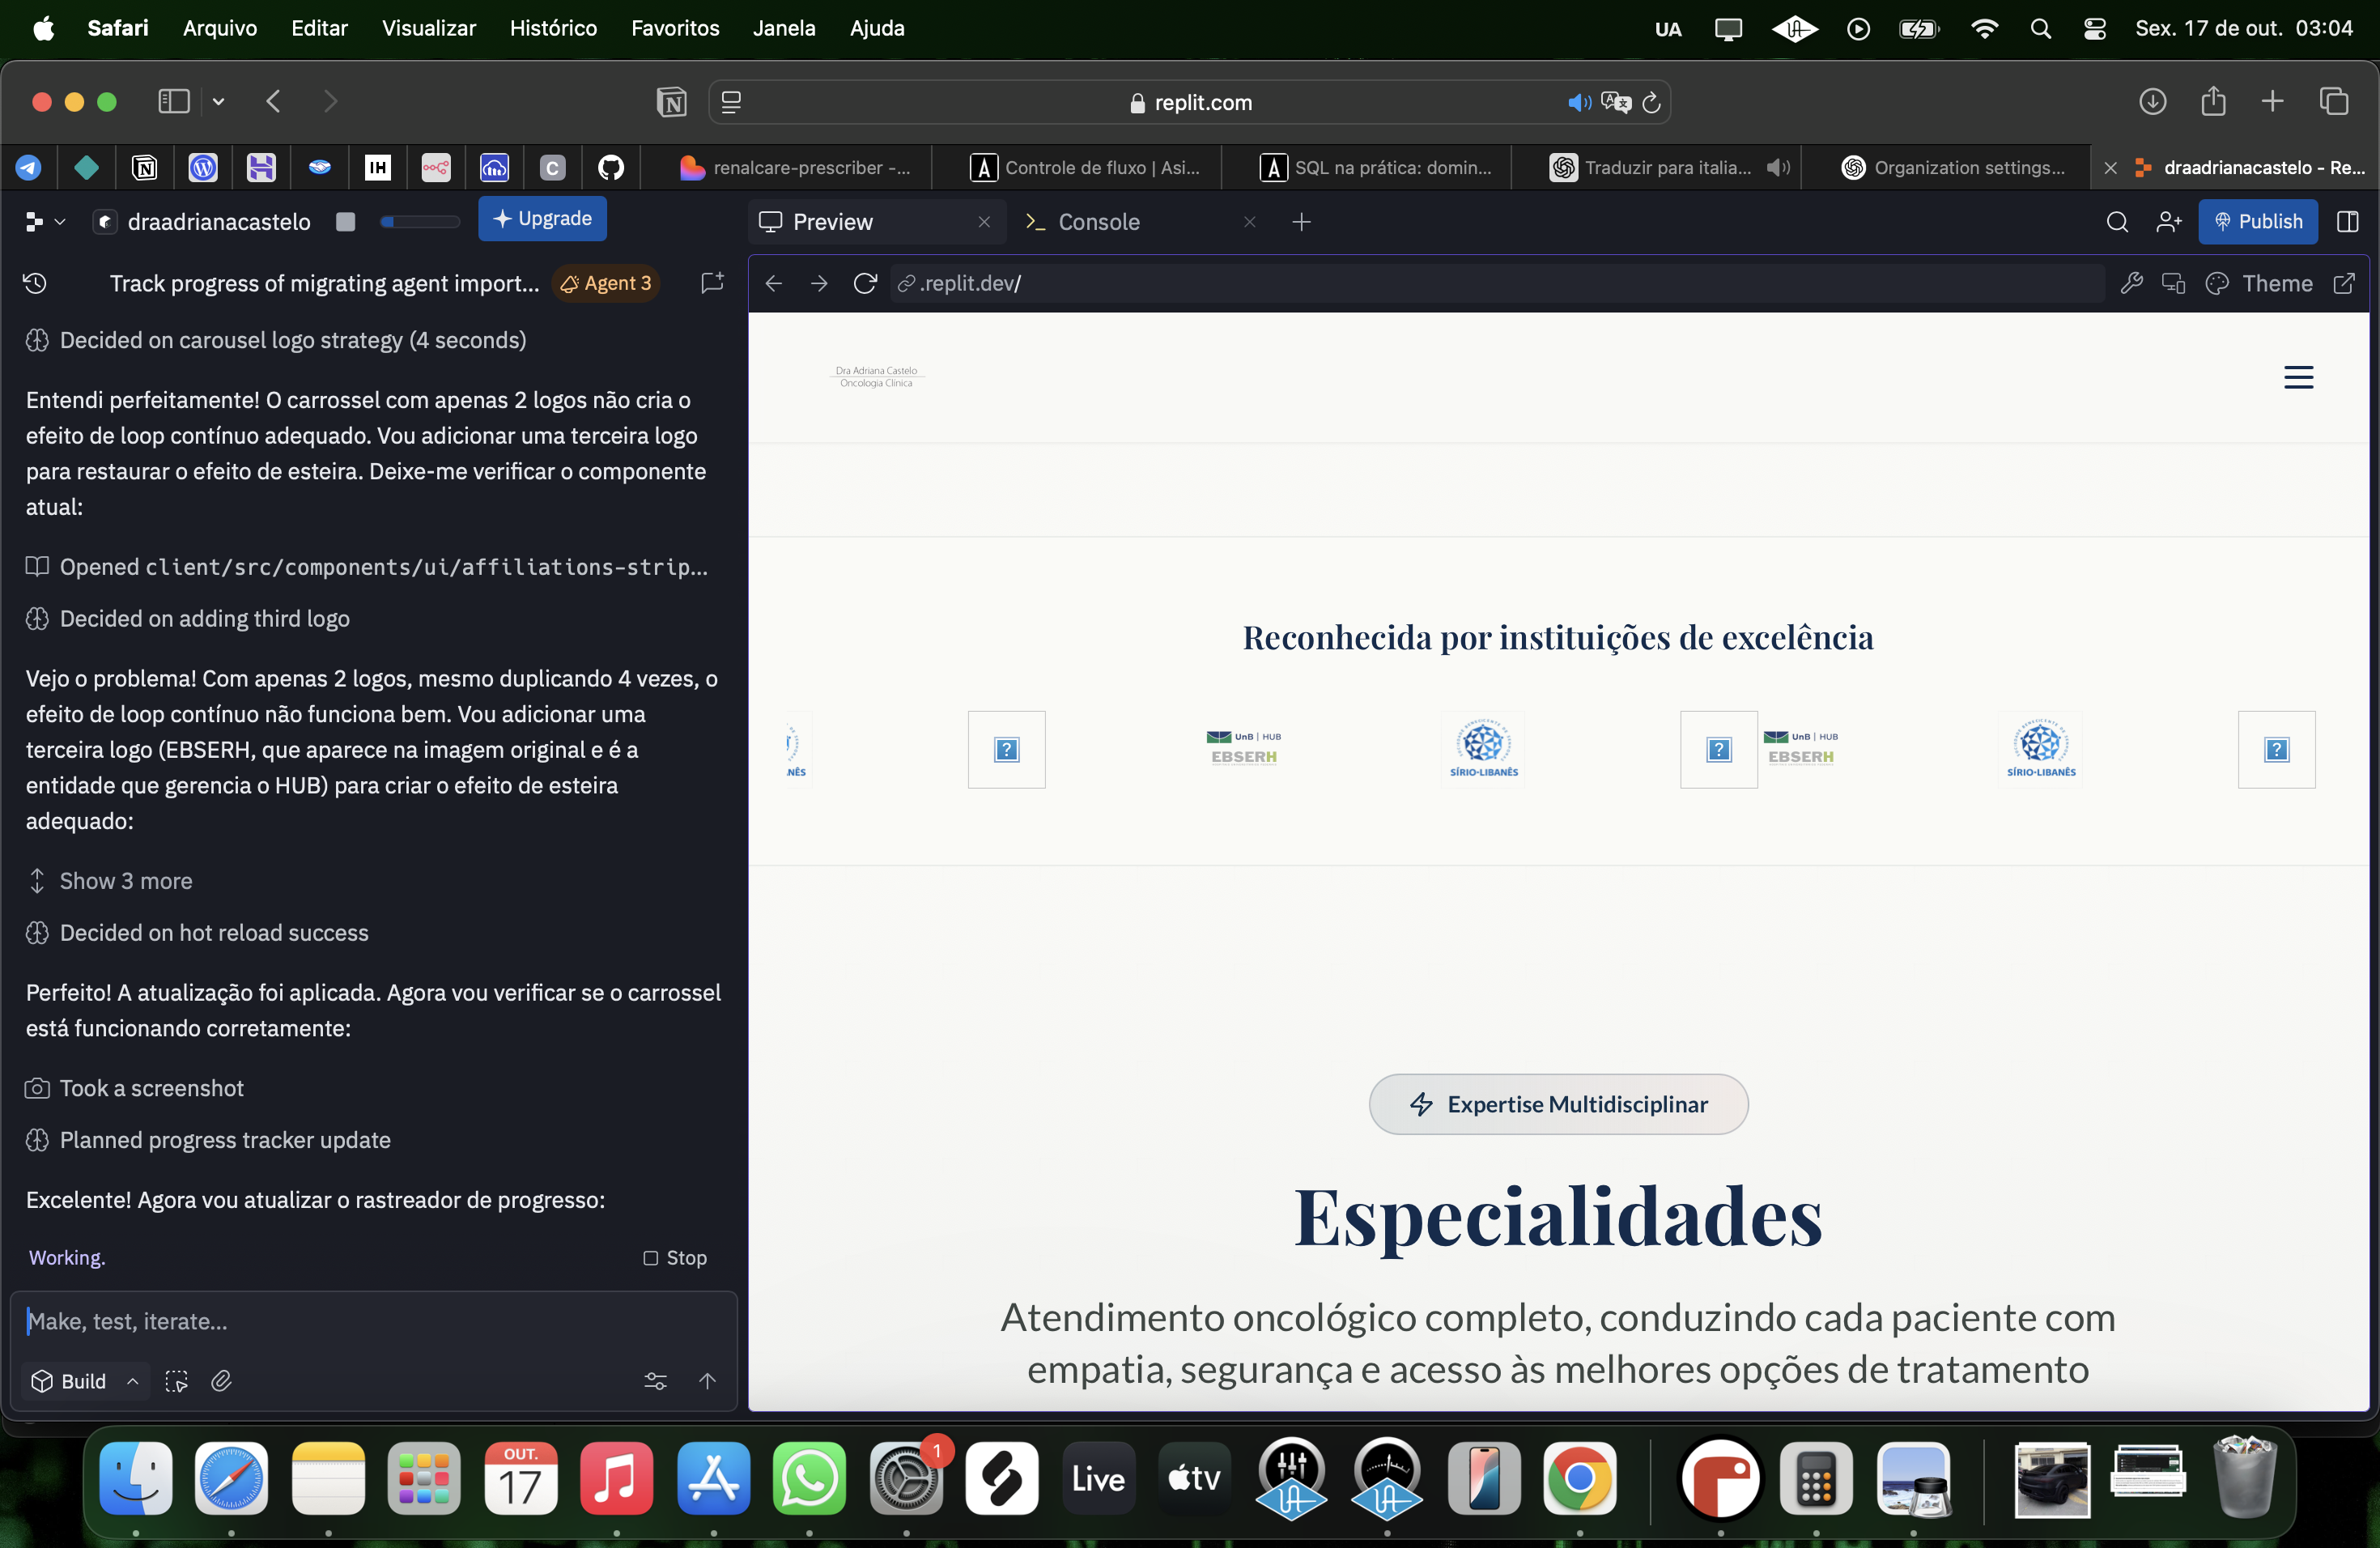 Safari Arquivo Editar Visualizar Histórico Favoritos Janela Ajuda UA Sex. 17 de out. 03:04
replit.com
IH C renalcare-prescriber -... Controle de fluxo | Asi... SQL na prática: domin... Traduzir para italia... Organization settings... draadrianacastelo - Re...
draadrianacastelo Upgrade
Track progress of migrating agent import... Agent 3
Decided on carousel logo strategy (4 seconds)
Entendi perfeitamente! O carrossel com apenas 2 logos não cria o
efeito de loop contínuo adequado. Vou adicionar uma terceira logo
para restaurar o efeito de esteira. Deixe-me verificar o componente
atual:
Opened client/src/components/ui/affiliations-strip...
Decided on adding third logo
Vejo o problema! Com apenas 2 logos, mesmo duplicando 4 vezes, o
efeito de loop contínuo não funciona bem. Vou adicionar uma
terceira logo (EBSERH, que aparece na imagem original e é a
entidade que gerencia o HUB) para criar o efeito de esteira
adequado:
Show 3 more
Decided on hot reload success
Perfeito! A atualização foi aplicada. Agora vou verificar se o carrossel
está funcionando corretamente:
Took a screenshot
Planned progress tracker update
Excelente! Agora vou atualizar o rastreador de progresso:
Working. Stop
Make, test, iterate...
Build
Preview Console Publish
.replit.dev/ Theme
Dra Adriana Castelo
Oncologia Clínica
Reconhecida por instituições de excelência
UnB | HUB UnB | HUB
EBSERH EBSERH
SÍRIO-LIBANÊS SÍRIO-LIBANÊS
Expertise Multidisciplinar
Especialidades
Atendimento oncológico completo, conduzindo cada paciente com
empatia, segurança e acesso às melhores opções de tratamento
OUT.
17
1
Live
tv